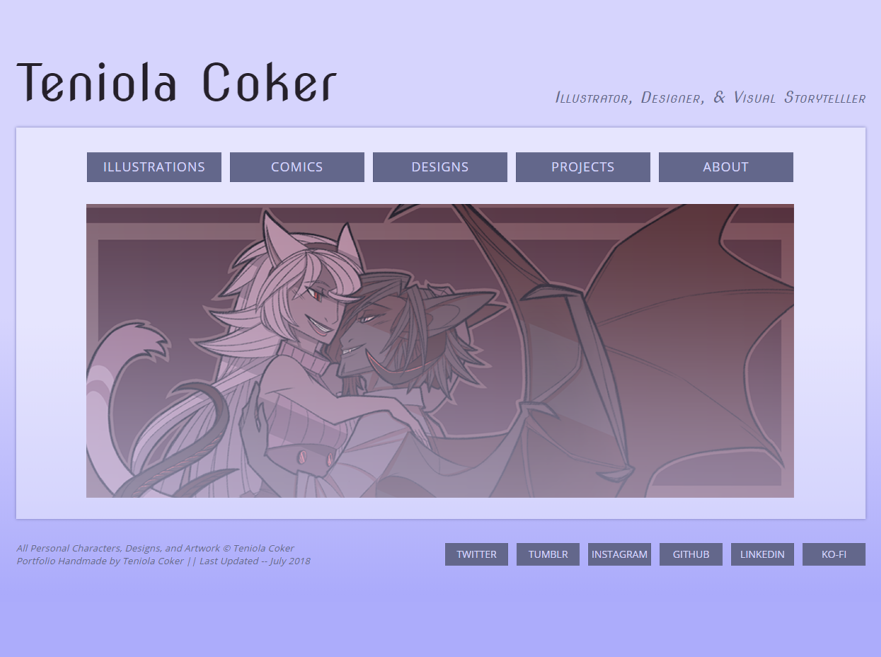 Teniola Coker
Illustrator, Designer, & Visual Storytelller
ILLUSTRATIONS
COMICS
DESIGNS
PROJECTS
ABOUT
All Personal Characters, Designs, and Artwork © Teniola Coker
Portfolio Handmade by Teniola Coker || Last Updated -- July 2018
TWITTER
TUMBLR
INSTAGRAM
GITHUB
LINKEDIN
KO-FI